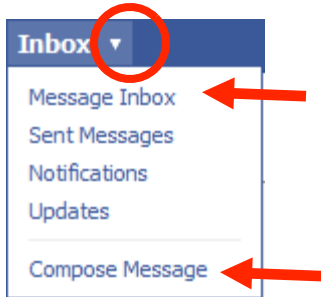 Inbox ▼
Message Inbox
Sent Messages
Notifications
Updates
Compose Message